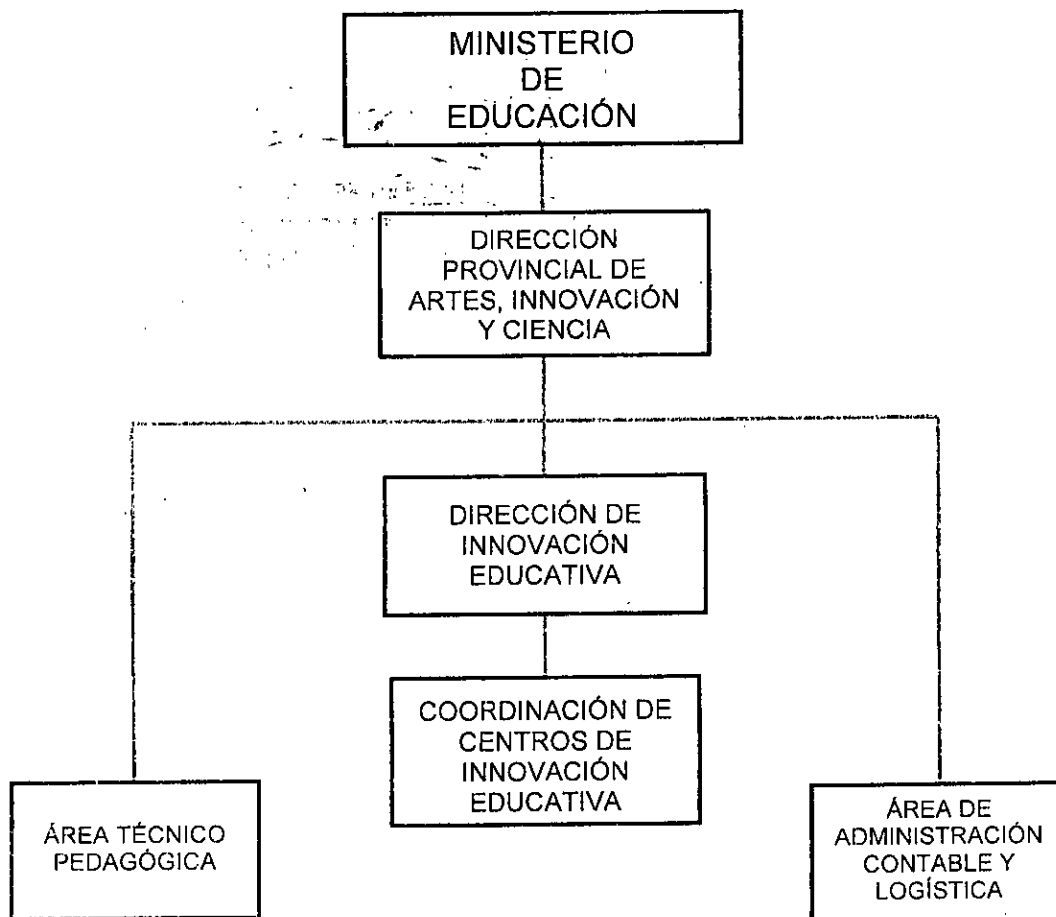 MINISTERIO
DE
EDUCACIÓN
DIRECCIÓN
PROVINCIAL DE
ARTES, INNOVACIÓN
Y CIENCIA
DIRECCIÓN DE
INNOVACIÓN
EDUCATIVA
COORDINACIÓN DE
CENTROS DE
INNOVACIÓN
EDUCATIVA
ÁREA TÉCNICO
PEDAGÓGICA
ÁREA DE
ADMINISTRACIÓN
CONTABLE Y
LOGÍSTICA